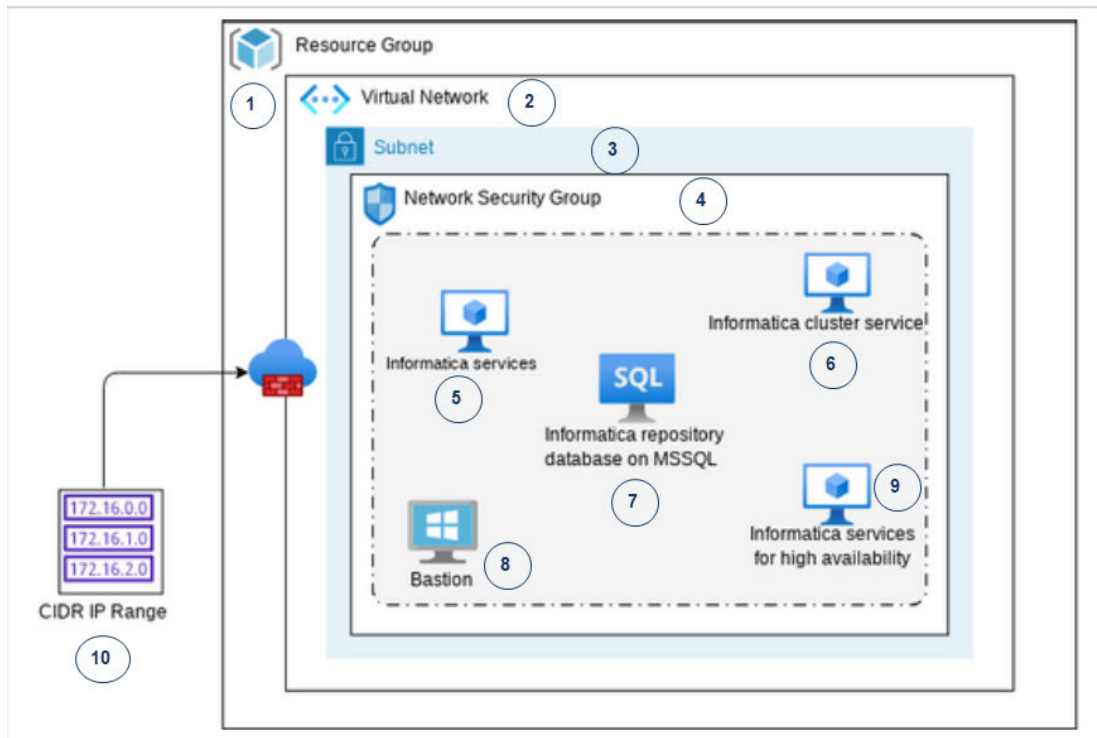 Resource Group
1
Virtual Network
2
Subnet
3
Network Security Group
4
Informatica services
5
Informatica cluster service
6
SQL
Informatica repository
database on MSSQL
7
Bastion
8
9
Informatica services
for high availability
172.16.0.0
172.16.1.0
172.16.2.0
CIDR IP Range
10